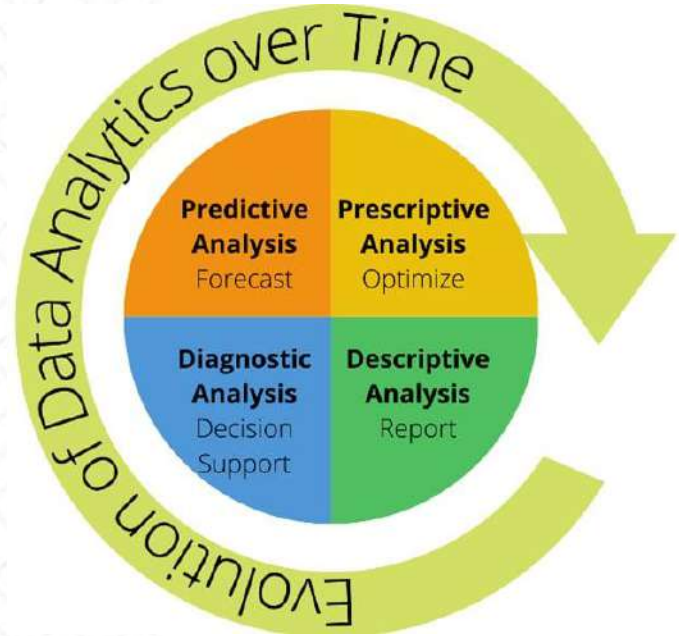 Evolution of Data Analytics over Time
Predictive
Analysis
Forecast
Prescriptive
Analysis
Optimize
Diagnostic
Analysis
Decision
Support
Descriptive
Analysis
Report